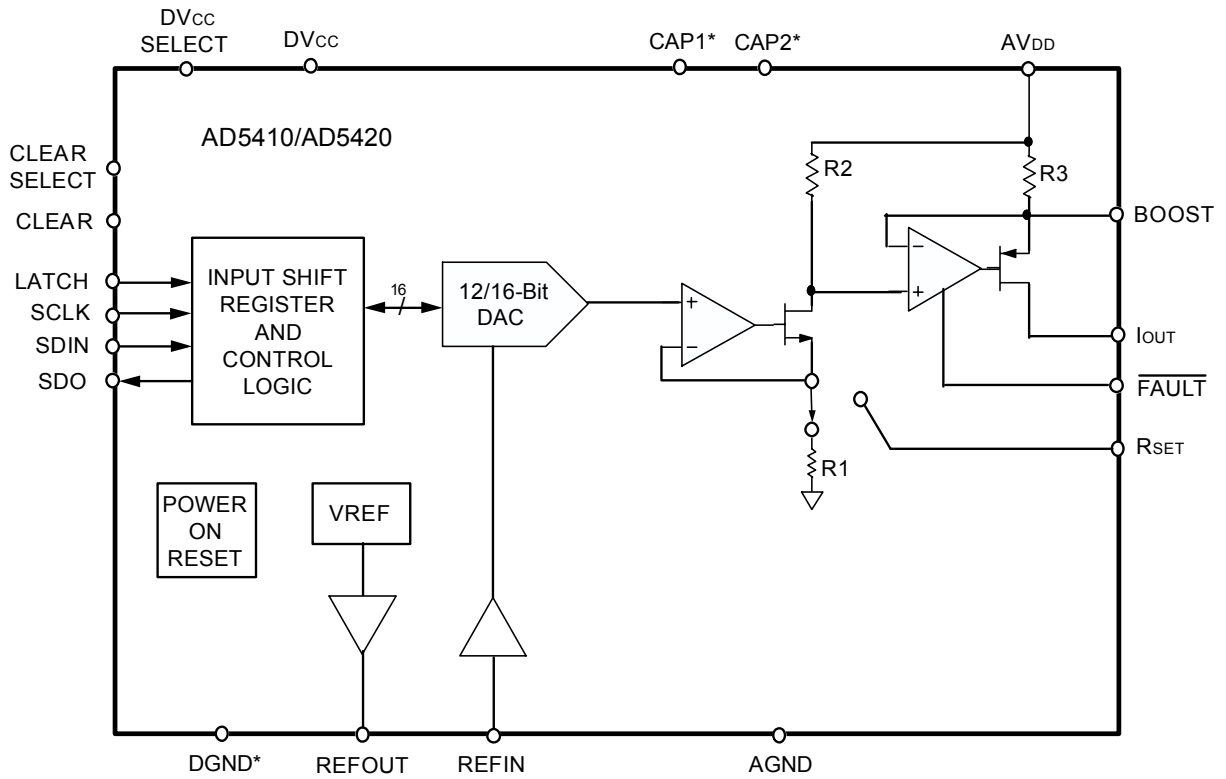 DVCC
SELECT
DVCC
CAP1*
CAP2*
AVDD
AD5410/AD5420
CLEAR
SELECT
CLEAR
LATCH
SCLK
SDIN
SDO
INPUT SHIFT
REGISTER
AND
CONTROL
LOGIC
16
12/16-Bit
DAC
+
−
R2
R3
−
+
BOOST
IOUT
FAULT
RSET
R1
POWER
ON
RESET
VREF
DGND*
REFOUT
REFIN
AGND